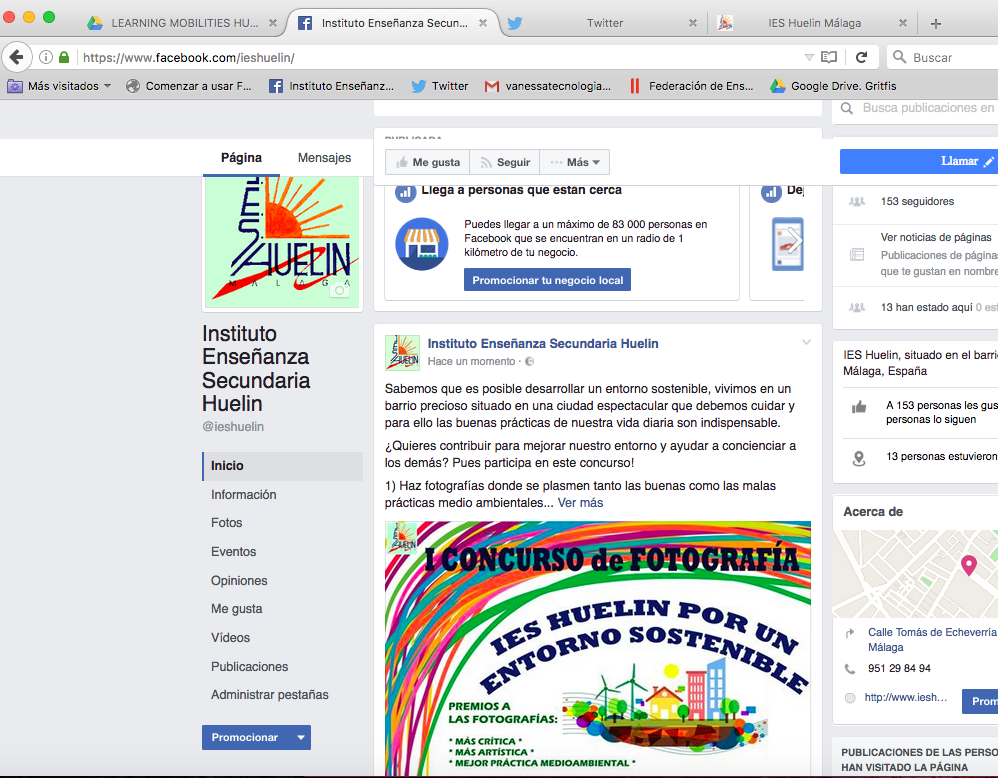 LEARNING MOBILITIES HU...
Instituto Enseñanza Secun...
Twitter
IES Huelin Málaga
https://www.facebook.com/ieshuelin/
Buscar
Más visitados
Comenzar a usar F...
Instituto Enseñanz...
Twitter
vanessatecnologia...
Federación de Ens...
Google Drive. Gritfis
Página
Mensajes
I.E.S.
HUELIN
MALAGA
Instituto
Enseñanza
Secundaria
Huelin
@ieshuelin
Inicio
Información
Fotos
Eventos
Opiniones
Me gusta
Vídeos
Publicaciones
Administrar pestañas
Promocionar
PUBLICADA
Me gusta
Seguir
Más
Llega a personas que están cerca
Puedes llegar a un máximo de 83 000 personas en
Facebook que se encuentran en un radio de 1
kilómetro de tu negocio.
Promocionar tu negocio local
Instituto Enseñanza Secundaria Huelin
Hace un momento ·
Sabemos que es posible desarrollar un entorno sostenible, vivimos en un
barrio precioso situado en una ciudad espectacular que debemos cuidar y
para ello las buenas prácticas de nuestra vida diaria son indispensable.
¿Quieres contribuir para mejorar nuestro entorno y ayudar a concienciar a
los demás? Pues participa en este concurso!
1) Haz fotografías donde se plasmen tanto las buenas como las malas
prácticas medio ambientales... Ver más
I CONCURSO de FOTOGRAFÍA
IES HUELIN POR UN
ENTORNO SOSTENIBLE
PREMIOS A
LAS FOTOGRAFÍAS:
* MÁS CRÍTICA *
* MÁS ARTÍSTICA *
* MEJOR PRÁCTICA MEDIOAMBIENTAL *
Busca publicaciones en
Llamar
153 seguidores
Ver noticias de páginas
Publicaciones de páginas
que te gustan en nombre
13 han estado aquí 0 est
IES Huelin, situado en el barri
Málaga, España
A 153 personas les gus
personas lo siguen
13 personas estuvieron
Acerca de
Calle Tomás de Echeverría
Málaga
951 29 84 94
http://www.iesh...
Prom
PUBLICACIONES DE LAS PERSO
HAN VISITADO LA PÁGINA